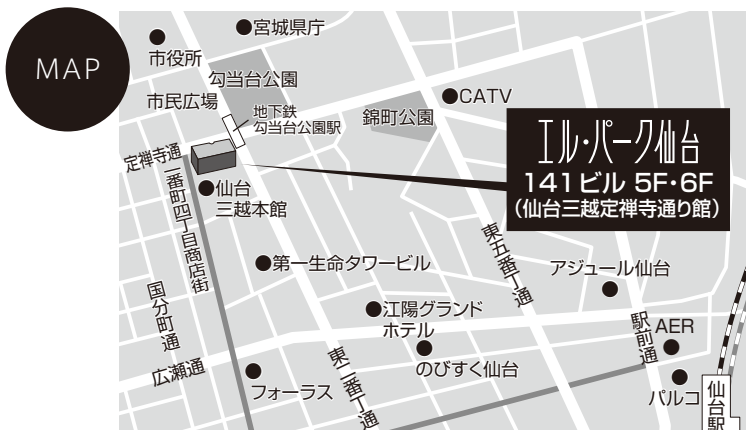 MAP
宮城県庁
市役所
勾当台公園
市民広場
地下鉄
勾当台公園駅
CATV
錦町公園
エル・パーク仙台
141ビル 5F・6F
(仙台三越定禅寺通り館)
定禅寺通
仙台
三越本館
一番町四丁目商店街
国分町通
第一生命タワービル
東五番丁通
アジュール仙台
江陽グランド
ホテル
のびすく仙台
広瀬通
フォーラス
東二番丁通
駅前通
AER
パルコ
仙台駅